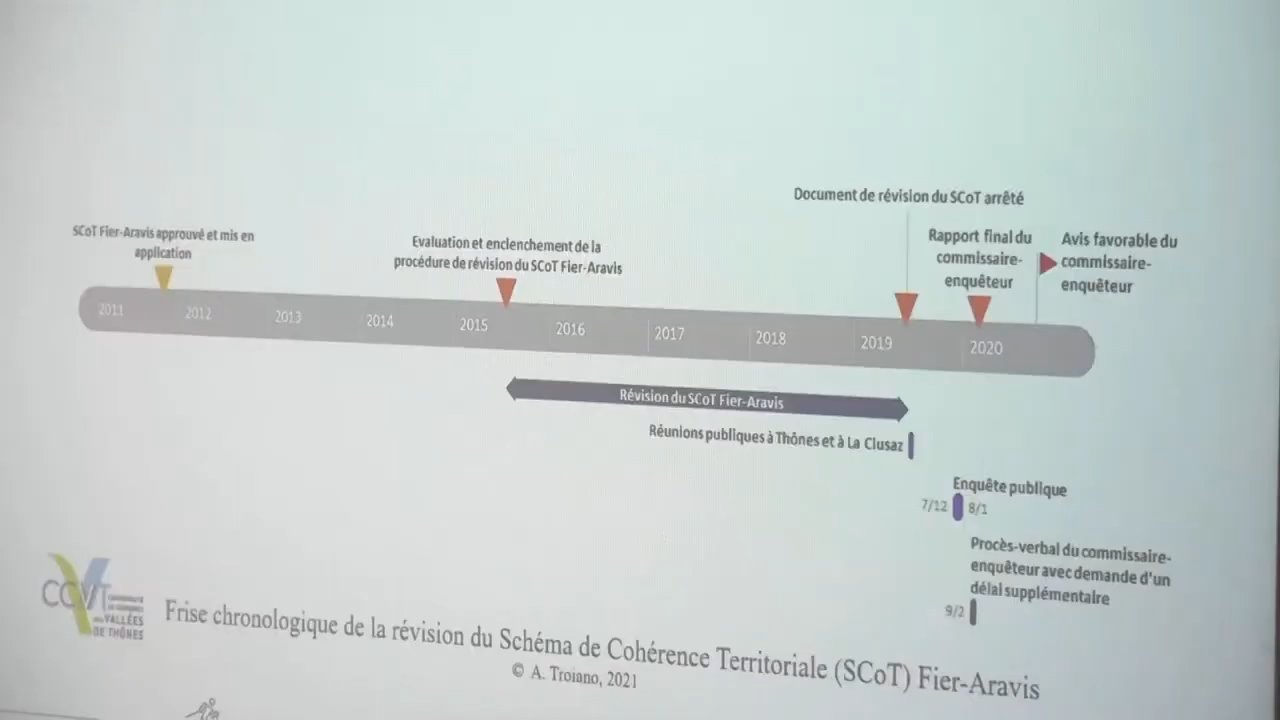 Document de révision du SCoT arrêté
SCoT Fier-Aravis approuvé et mis en
application
Evaluation et enclenchement de la
procédure de révision du SCoT Fier-Aravis
Rapport final du
commissaire-
enquêteur
Avis favorable du
commissaire-
enquêteur
2011 2012 2013 2014 2015 2016 2017 2018 2019 2020
Révision du SCoT Fier-Aravis
Réunions publiques à Thônes et à La Clusaz
Enquête publique
7/12 8/1
Procès-verbal du commissaire-
enquêteur avec demande d'un
délai supplémentaire
9/2
CCVT
VALLÉES
DE THÔNES
Frise chronologique de la révision du Schéma de Cohérence Territoriale (SCoT) Fier-Aravis
© A. Troiano, 2021